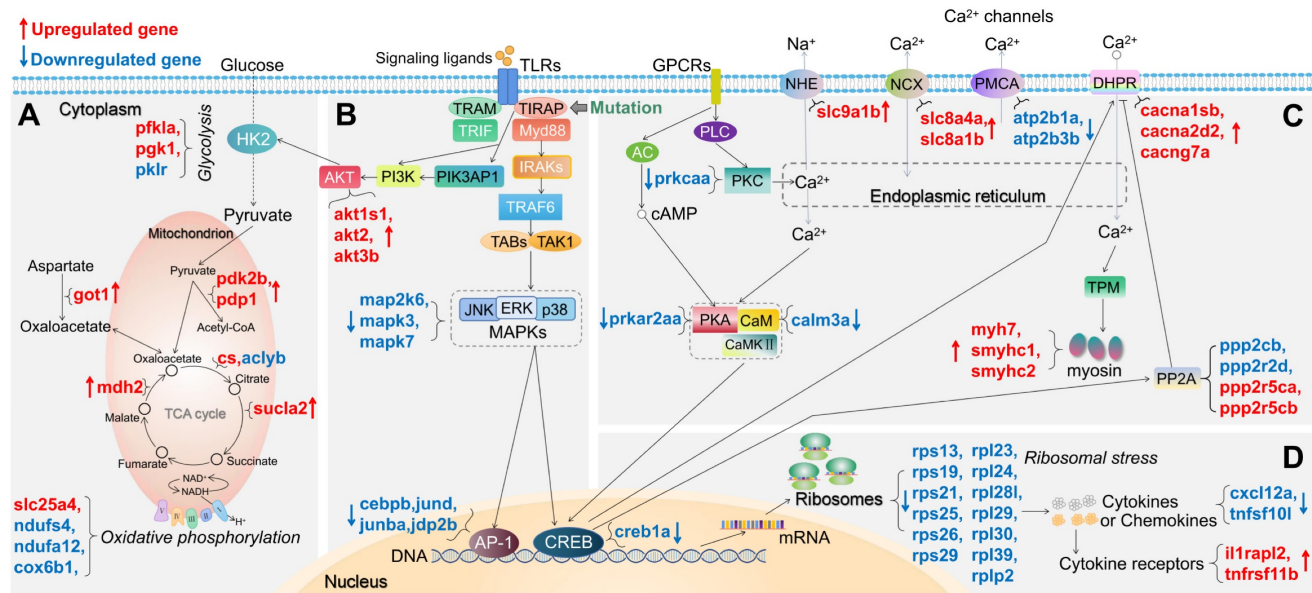 Upregulated gene
Downregulated gene
Signaling ligands
TLRs
GPCRs
Ca²⁺ channels
Na⁺
Ca²⁺
Ca²⁺
Ca²⁺
NHE
NCX
PMCA
DHPR
slc9a1b
slc8a4a,
slc8a1b
atp2b1a,
atp2b3b
cacna1sb,
cacna2d2,
cacng7a
A
Cytoplasm
Glucose
HK2
pfkla,
pgk1,
pklr
Glycolysis
Pyruvate
Mitochondrion
Pyruvate
Aspartate
got1
Oxaloacetate
pdk2b,
pdp1
Acetyl-CoA
Oxaloacetate
cs,aclyb
Citrate
mdh2
TCA cycle
sucla2
Malate
Fumarate
Succinate
NAD⁺
NADH
V
IV
III
II
I
H⁺
slc25a4,
ndufs4,
ndufa12,
cox6b1,
Oxidative phosphorylation
B
TRAM
TIRAP
Mutation
TRIF
Myd88
IRAKs
AKT
PI3K
PIK3AP1
akt1s1,
akt2,
akt3b
TRAF6
TABs
TAK1
map2k6,
mapk3,
mapk7
JNK
ERK
p38
MAPKs
cebpb,jund,
junba,jdp2b
AP-1
CREB
creb1a
DNA
Nucleus
mRNA
C
AC
PLC
prkcaa
PKC
Ca²⁺
Endoplasmic reticulum
cAMP
Ca²⁺
Ca²⁺
prkar2aa
PKA
CaM
calm3a
CaMKⅡ
TPM
myh7,
smyhc1,
smyhc2
myosin
PP2A
ppp2cb,
ppp2r2d,
ppp2r5ca,
ppp2r5cb
D
Ribosomes
rps13,
rps19,
rps21,
rps25,
rps26,
rps29
rpl23,
rpl24,
rpl28l,
rpl29,
rpl30,
rpl39,
rplp2
Ribosomal stress
Cytokines
or Chemokines
cxcl12a,
tnfsf10l
Cytokine receptors
il1rapl2,
tnfrsf11b